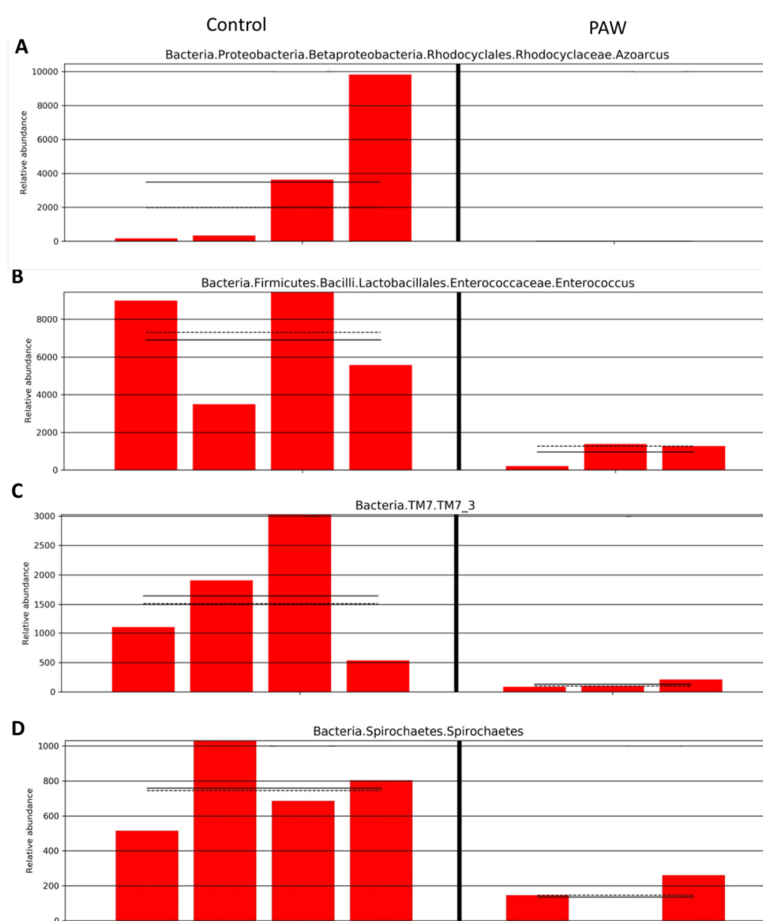 Control
PAW
A
Bacteria.Proteobacteria.Betaproteobacteria.Rhodocyclales.Rhodocyclaceae.Azoarcus
10000
8000
6000
4000
2000
0
Relative abundance
B
Bacteria.Firmicutes.Bacilli.Lactobacillales.Enterococcaceae.Enterococcus
8000
6000
4000
2000
0
Relative abundance
C
Bacteria.TM7.TM7_3
3000
2500
2000
1500
1000
500
0
Relative abundance
D
Bacteria.Spirochaetes.Spirochaetes
1000
800
600
400
200
0
Relative abundance